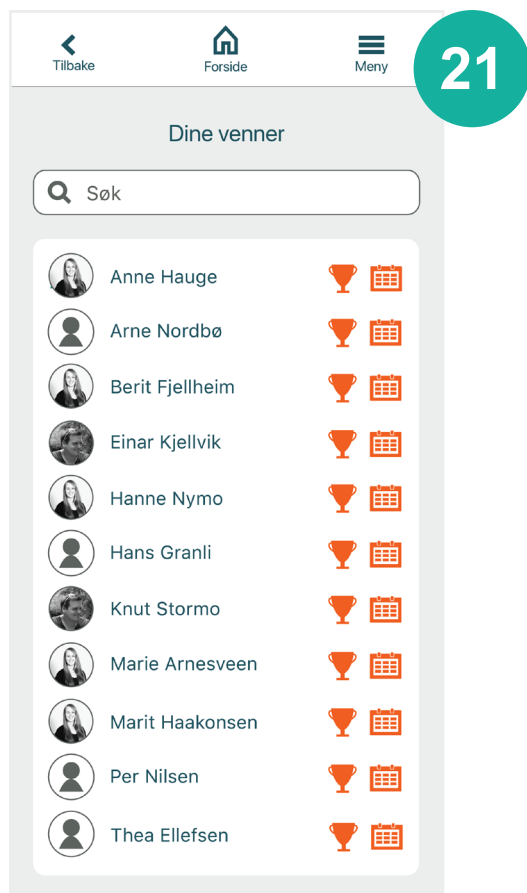 Tilbake Forside Meny
21
Dine venner
Søk
Anne Hauge
Arne Nordbø
Berit Fjellheim
Einar Kjellvik
Hanne Nymo
Hans Granli
Knut Stormo
Marie Arnesveen
Marit Haakonsen
Per Nilsen
Thea Ellefsen